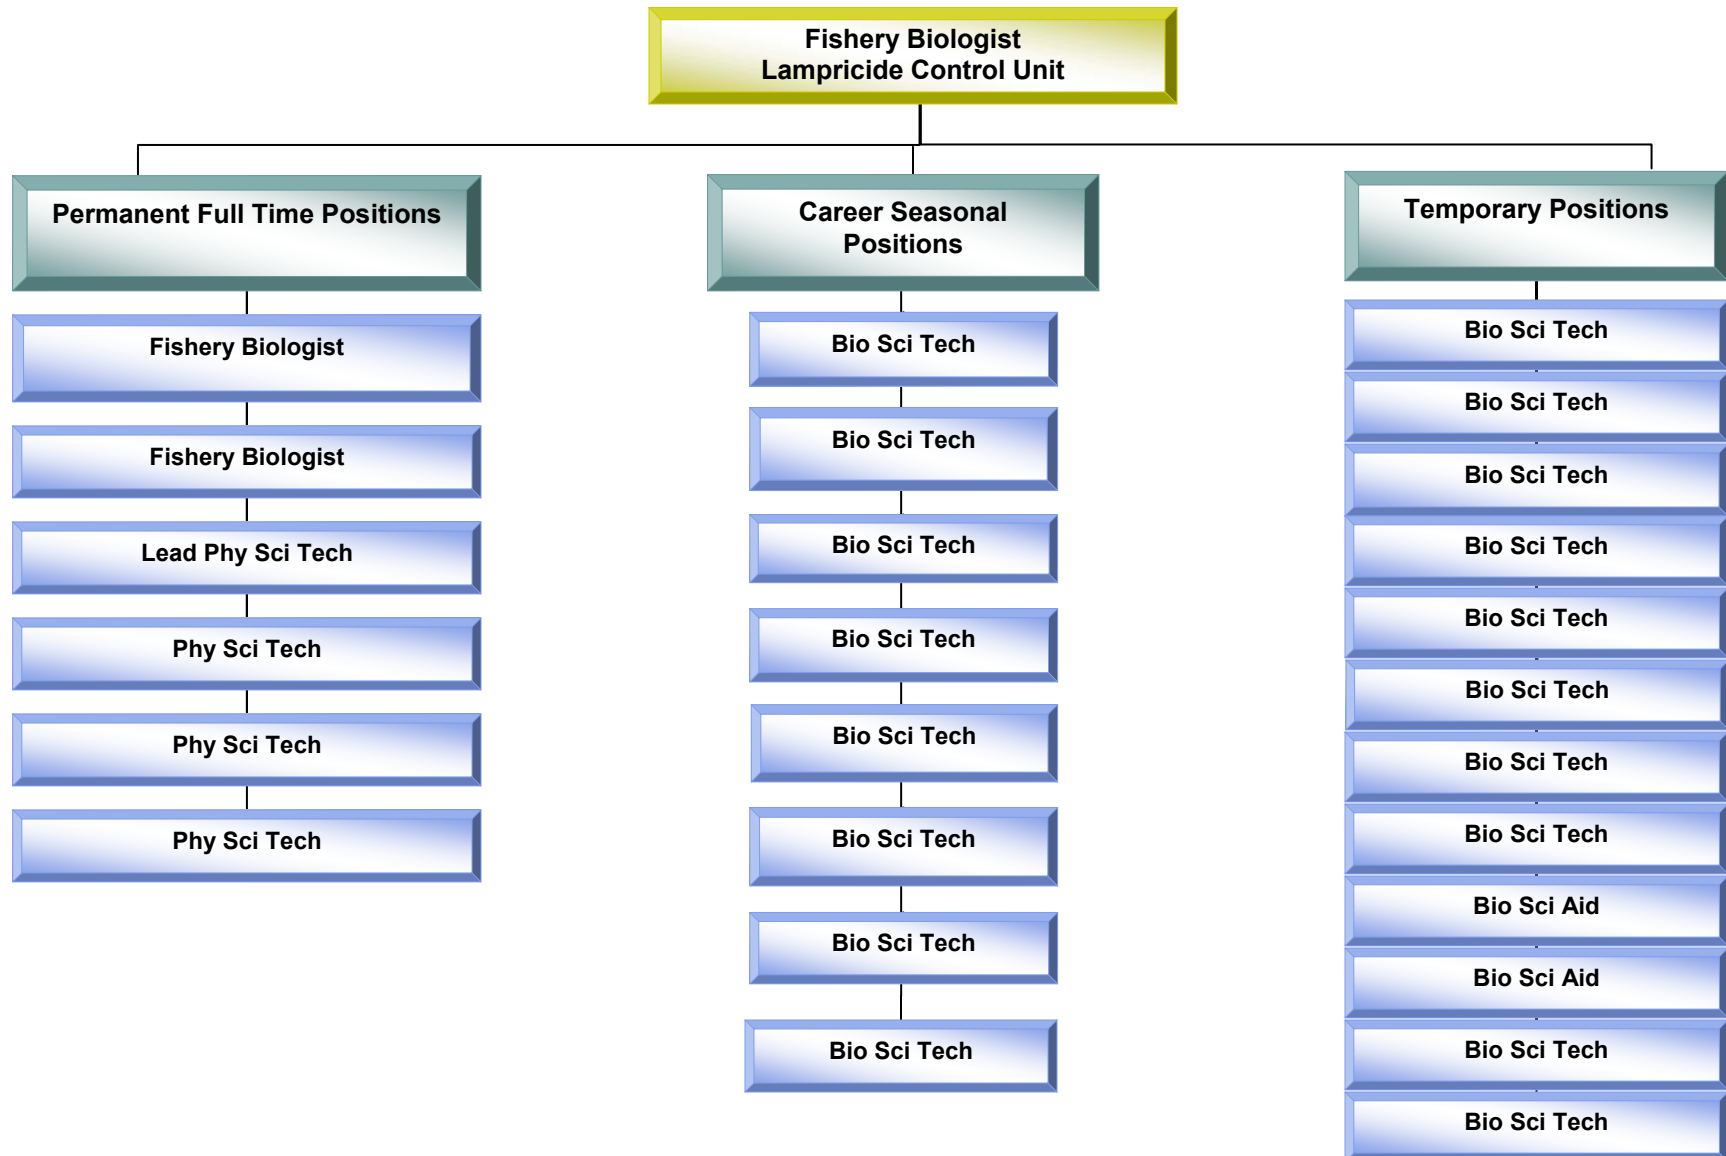 Fishery Biologist
Lampricide Control Unit
Permanent Full Time Positions
Fishery Biologist
Fishery Biologist
Lead Phy Sci Tech
Phy Sci Tech
Phy Sci Tech
Phy Sci Tech
Career Seasonal
Positions
Bio Sci Tech
Bio Sci Tech
Bio Sci Tech
Bio Sci Tech
Bio Sci Tech
Bio Sci Tech
Bio Sci Tech
Bio Sci Tech
Temporary Positions
Bio Sci Tech
Bio Sci Tech
Bio Sci Tech
Bio Sci Tech
Bio Sci Tech
Bio Sci Tech
Bio Sci Tech
Bio Sci Tech
Bio Sci Aid
Bio Sci Aid
Bio Sci Tech
Bio Sci Tech